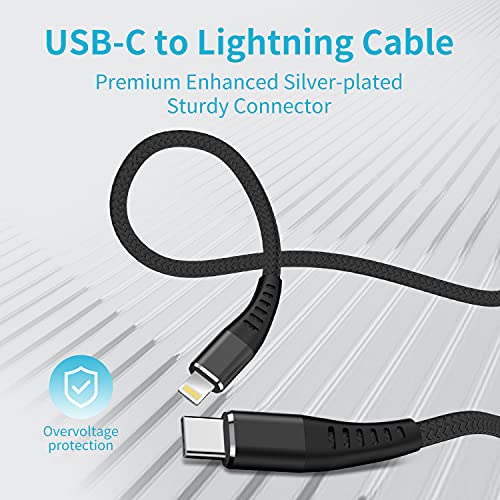 USB-C to Lightning Cable
Premium Enhanced Silver-plated
Sturdy Connector
Overvoltage
protection